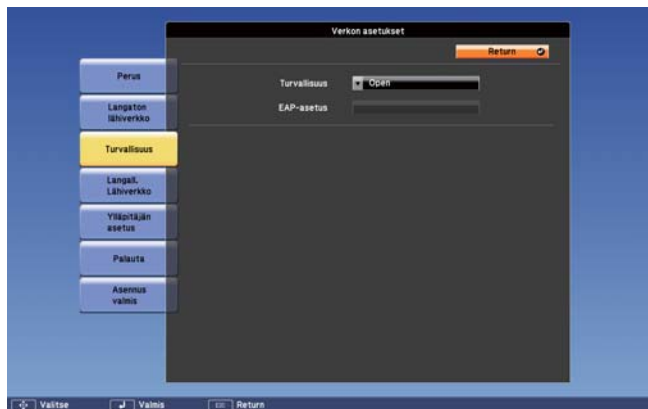 Verkon asetukset
Return
Perus
Langaton
lähiverkko
Turvallisuus
Langall.
Lähiverkko
Ylläpitäjän
asetus
Palauta
Asennus
valmis
Turvallisuus Open
EAP-asetus
Valitse Valmis Esc Return